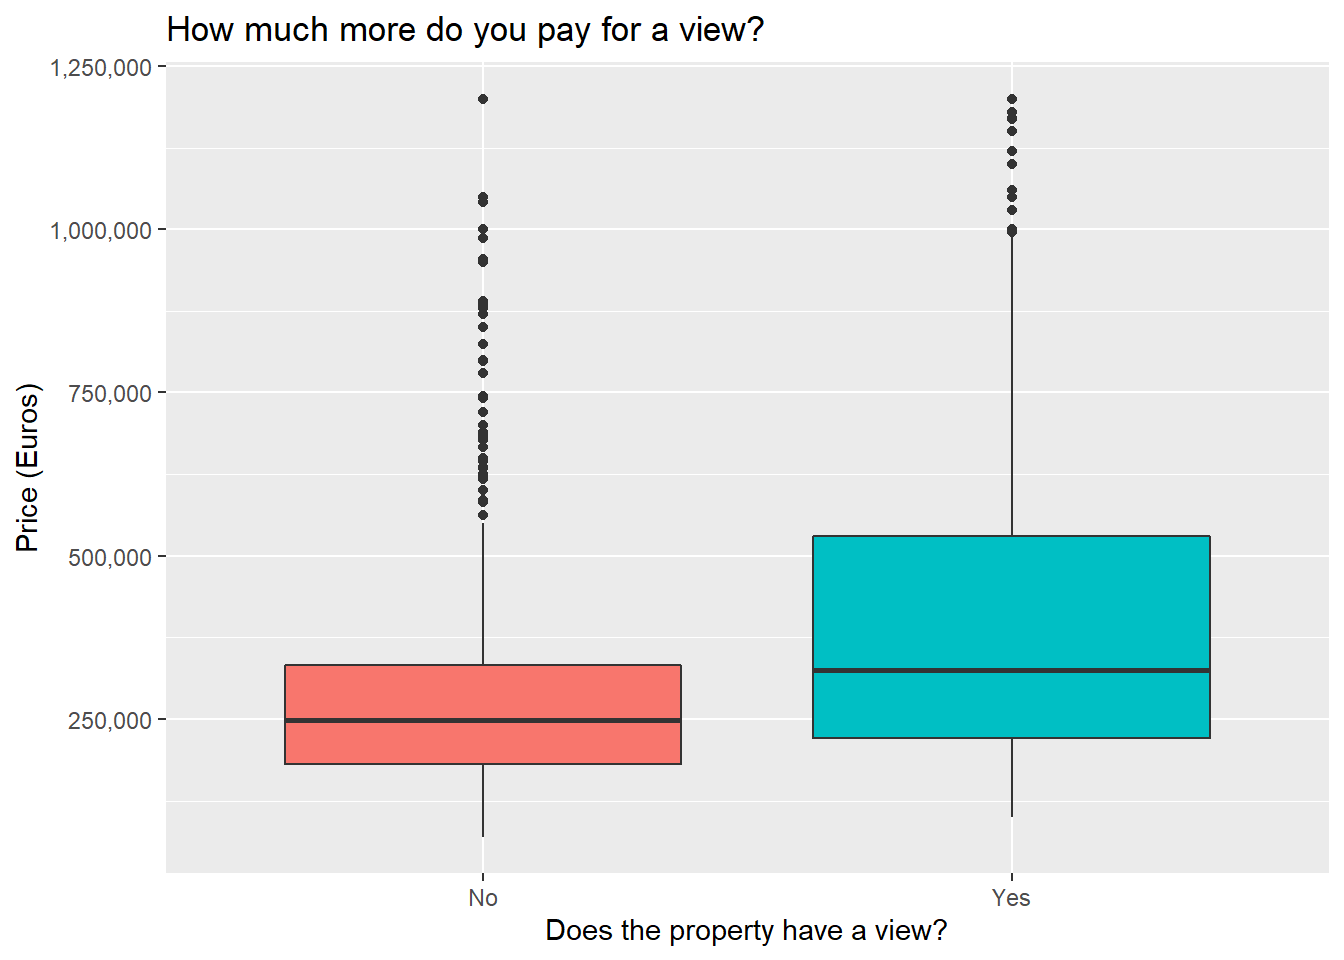 How much more do you pay for a view?
1,250,000
1,000,000
750,000
500,000
250,000
Price (Euros)
No
Yes
Does the property have a view?